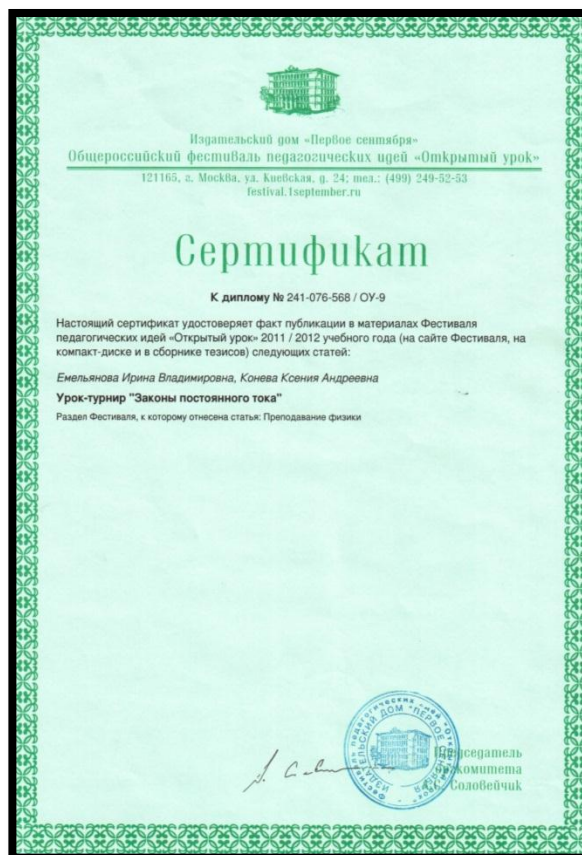 Издательский дом «Первое сентября»
Общероссийский фестиваль педагогических идей «Открытый урок»
121165, г. Москва, ул. Киевская, д. 24; тел.: (499) 249-52-53
festival.1september.ru
Сертификат
К диплому № 241-076-568 / ОУ-9
Настоящий сертификат удостоверяет факт публикации в материалах Фестиваля
педагогических идей «Открытый урок» 2011 / 2012 учебного года (на сайте Фестиваля, на
компакт-диске и в сборнике тезисов) следующих статей:
Емельянова Ирина Владимировна, Конева Ксения Андреевна
Урок-турнир "Законы постоянного тока"
Раздел Фестиваля, к которому отнесена статья: Преподавание физики
Председатель
Оргкомитета
Соловейчик
ИЗДАТЕЛЬСКИЙ ДОМ "ПЕРВОЕ СЕНТЯБРЯ"